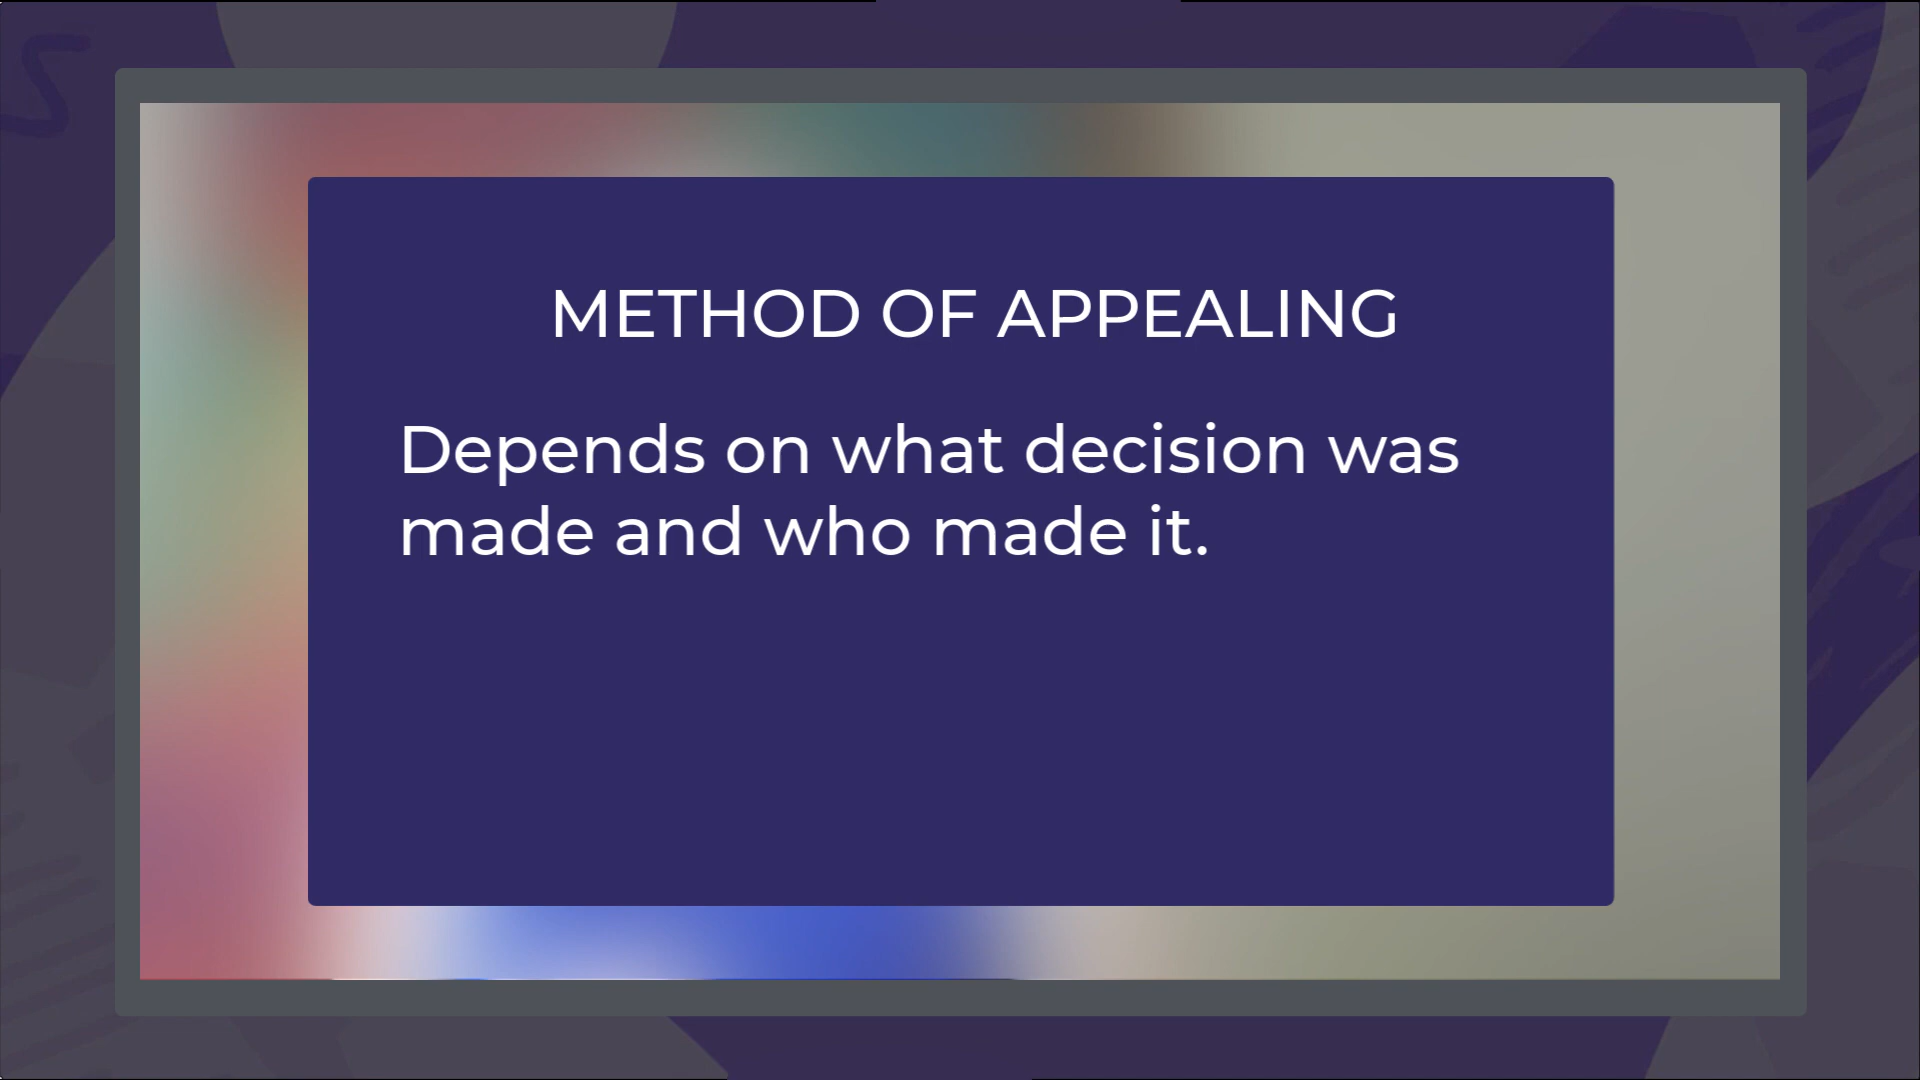 METHOD OF APPEALING
Depends on what decision was
made and who made it.